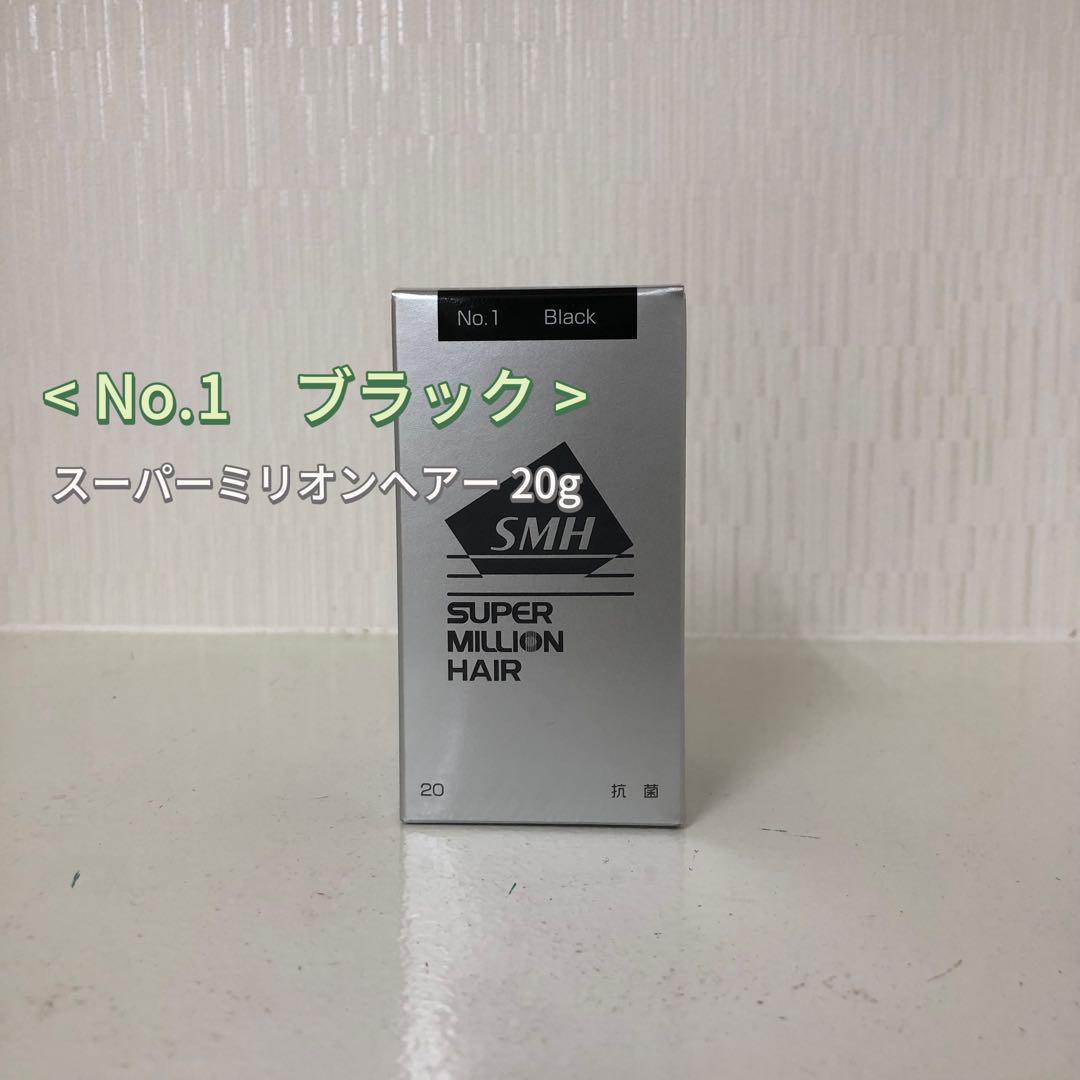 No.1 Black
< No.1　ブラック >
スーパーミリオンヘアー 20g
SMH
SUPER
MILLION
HAIR
20 抗菌